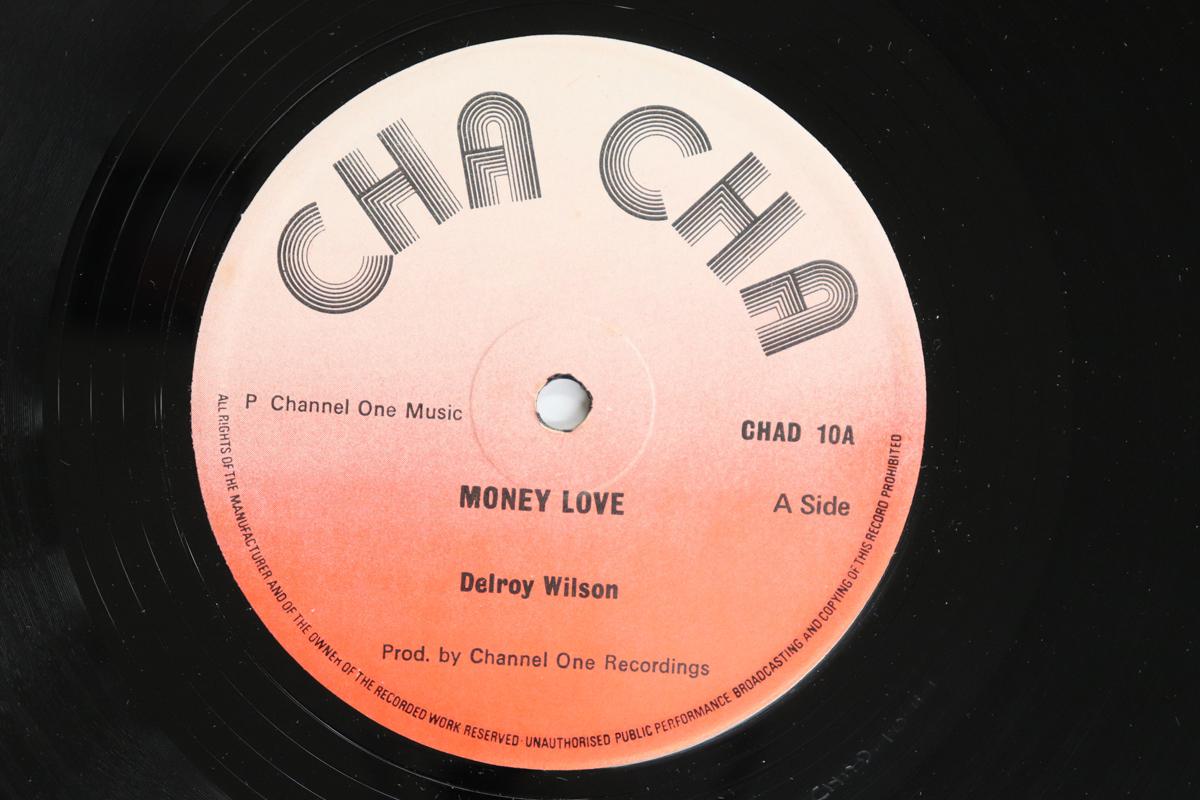 CHA CHA
P Channel One Music
CHAD 10A
MONEY LOVE
A Side
Delroy Wilson
Prod. by Channel One Recordings
ALL RIGHTS OF THE MANUFACTURER AND OF THE OWNER OF THE RECORDED WORK RESERVED · UNAUTHORISED PUBLIC PERFORMANCE BROADCASTING AND COPYING OF THIS RECORD PROHIBITED